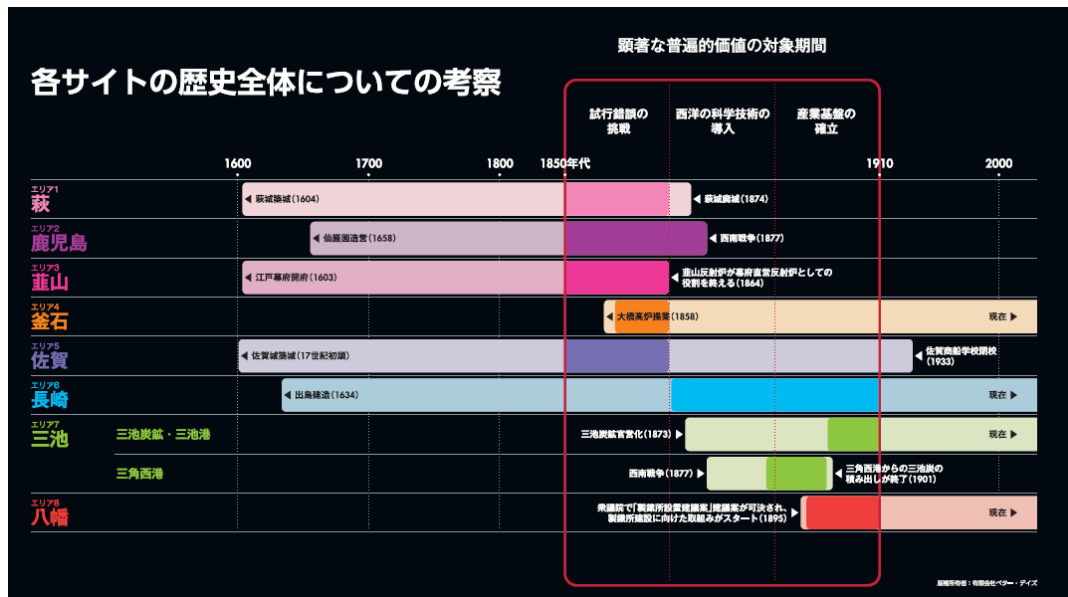 顕著な普遍的価値の対象期間
各サイトの歴史全体についての考察
試行錯誤の
挑戦
西洋の科学技術の
導入
産業基盤の
確立
1600
1700
1800
1850年代
1910
2000
エリア1
萩
萩城築城(1604)
萩城廃城(1874)
エリア2
鹿児島
仙巌園造営(1658)
西南戦争(1877)
エリア3
韮山
江戸幕府開府(1603)
韮山反射炉が幕府直営反射炉としての
役割を終える(1864)
エリア4
釜石
大橋高炉操業(1858)
現在
エリア5
佐賀
佐賀城築城(17世紀初頭)
佐賀商船学校閉校
(1933)
エリア6
長崎
出島建造(1634)
現在
エリア7
三池
三池炭鉱・三池港
三池炭鉱官営化(1873)
現在
三角西港
西南戦争(1877)
三角西港からの三池炭の
積み出しが終了(1901)
エリア8
八幡
衆議院で「製鐵所設置建議案」建議案が可決され、
製鐵所建設に向けた取組みがスタート(1895)
現在
版権所有者:有限会社ベター・デイズ